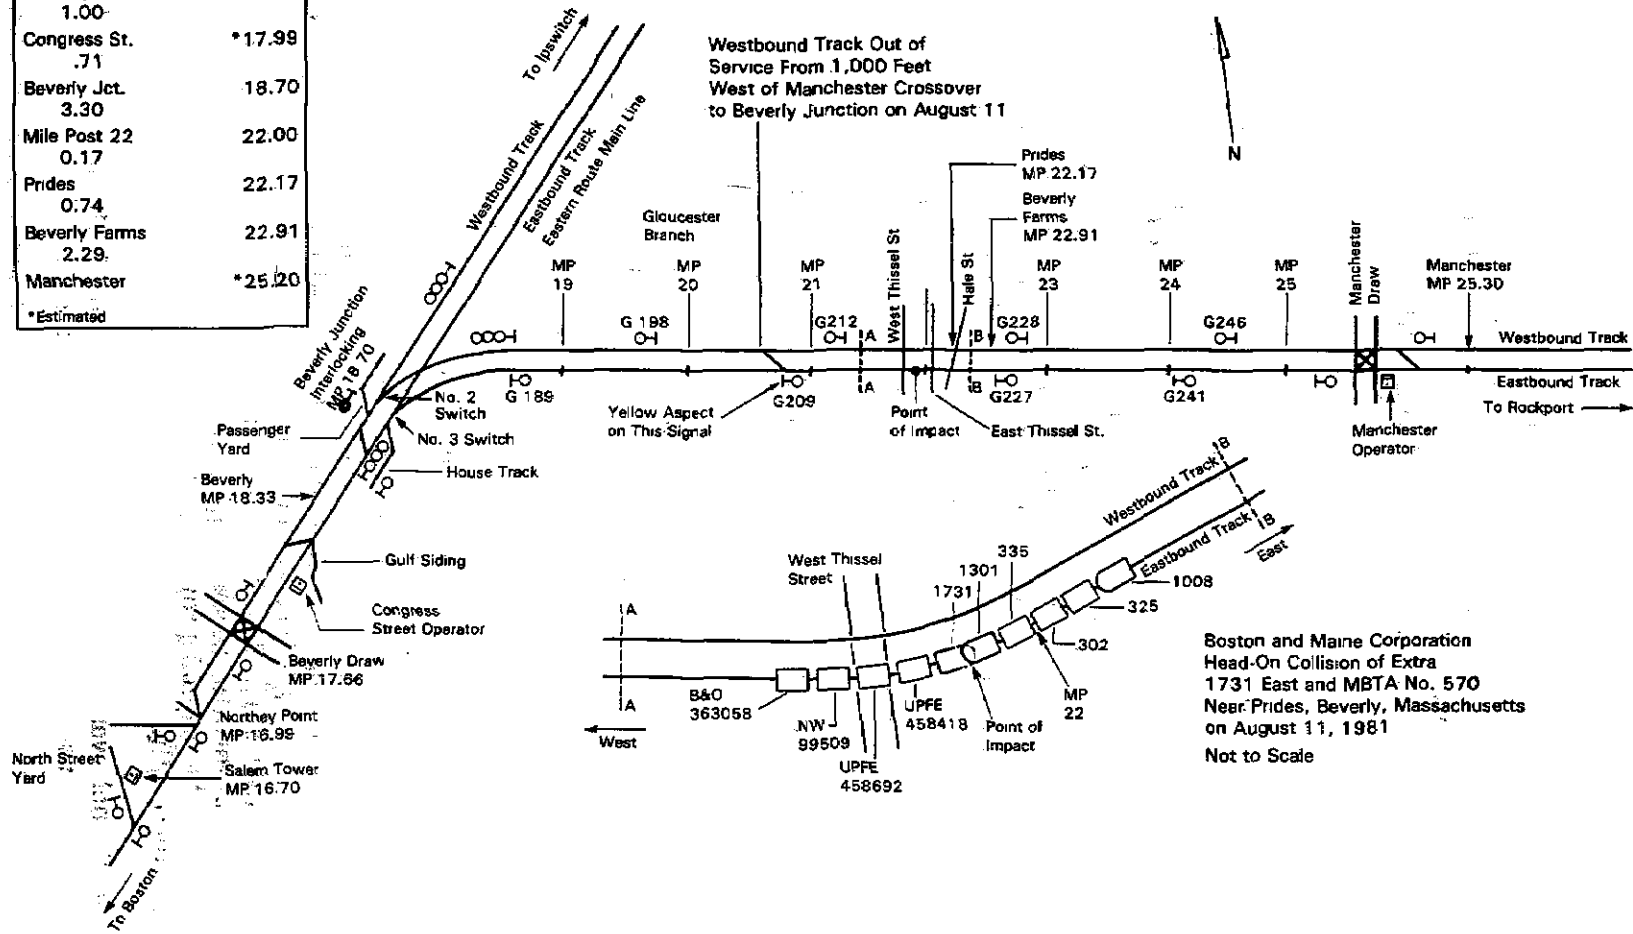 1.00
Congress St. *17.99
.71
Beverly Jct. 18.70
3.30
Mile Post 22 22.00
0.17
Prides 22.17
0.74
Beverly Farms 22.91
2.29
Manchester *25.20
*Estimated
To Ipswitch
Westbound Track
Eastbound Track
Eastern Route Main Line
Westbound Track Out of
Service From 1,000 Feet
West of Manchester Crossover
to Beverly Junction on August 11
N
Gloucester
Branch
Prides
MP 22.17
Beverly
Farms
MP 22.91
West Thissel St
Hale St
Manchester
Draw
Manchester
MP 25.30
MP
19
MP
20
MP
21
MP
23
MP
24
MP
25
G 198
G212
A
B
G228
G246
Westbound Track
Beverly Junction
Interlocking
MP 18 70
No. 2
Switch
G 189
G209
A
B
G227
G241
Eastbound Track
To Rockport
Yellow Aspect
on This Signal
Point
of Impact
East Thissel St.
Manchester
Operator
Passenger
Yard
No. 3 Switch
House Track
Beverly
MP 18.33
Gulf Siding
Congress
Street Operator
Beverly Draw
MP 17.66
Northey Point
MP 16.99
North Street
Yard
Salem Tower
MP 16.70
To Boston
Westbound Track
B
Eastbound Track
B
East
West Thissel
Street
1731
1301
335
1008
325
302
MP
22
A
A
B&O
363058
NW
99509
UPFE
458692
UPFE
458418
Point of
Impact
West
Boston and Maine Corporation
Head-On Collision of Extra
1731 East and MBTA No. 570
Near Prides, Beverly, Massachusetts
on August 11, 1981
Not to Scale